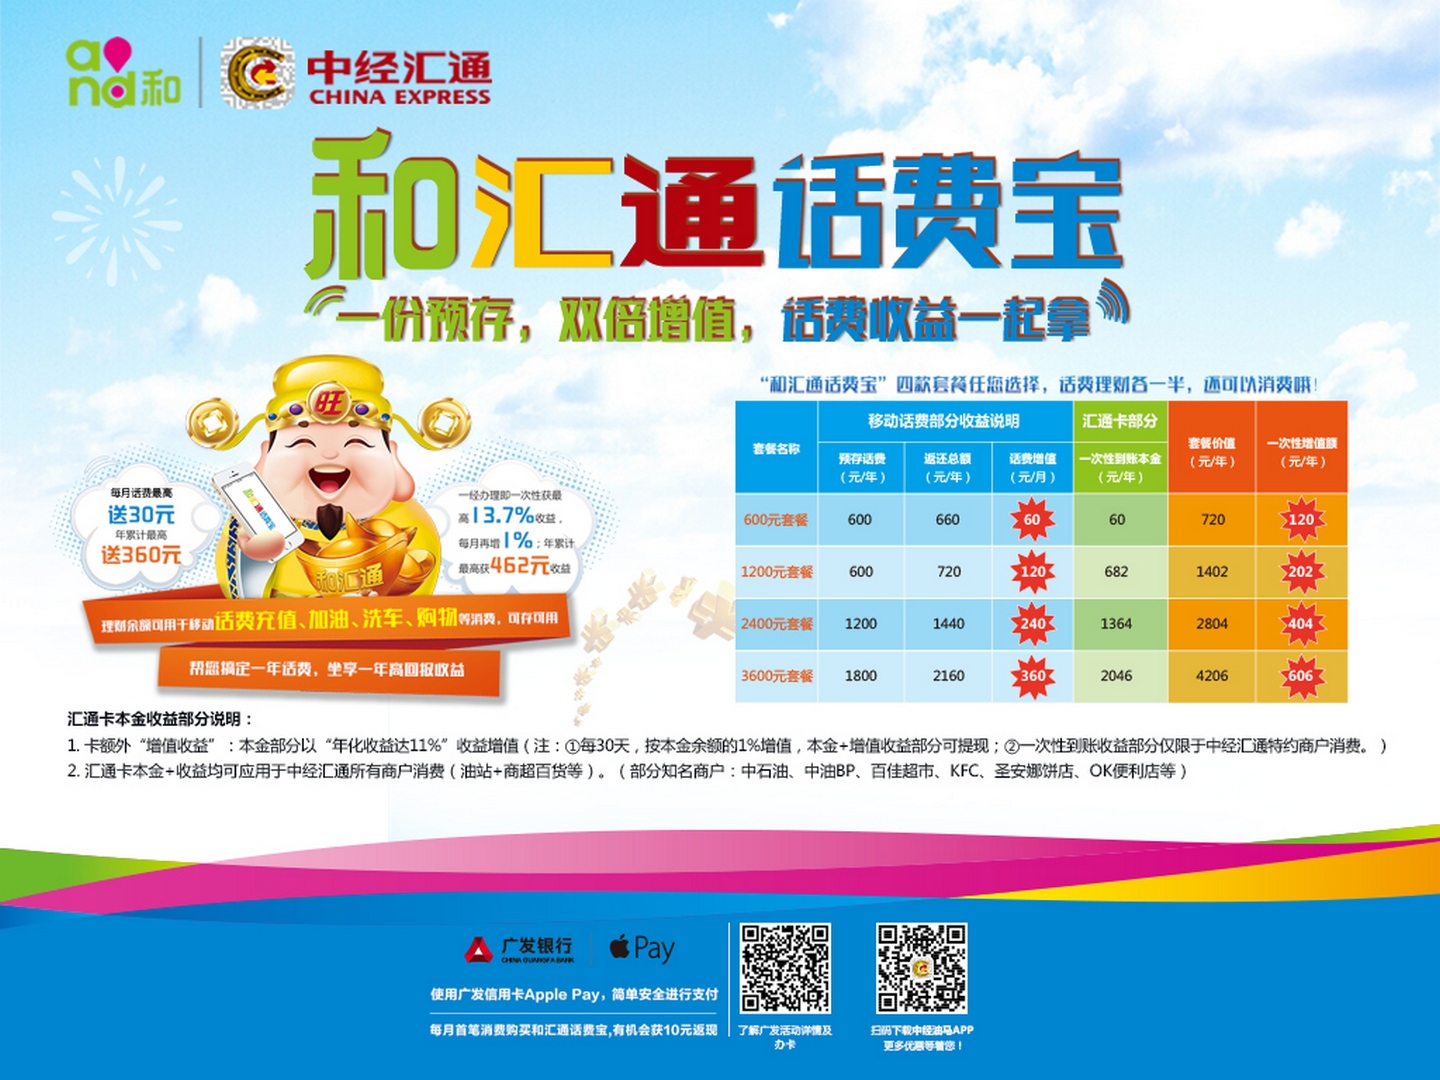 and和
中经汇通
CHINA EXPRESS
和汇通话费宝
一份预存，双倍增值，话费收益一起拿
旺
每月话费最高
送30元
年累计最高
送360元
和汇通
话费宝
一经办理即一次性获最
高13.7%收益，
每月再增1%；年累计
最高获462元收益
和汇通
理财余额可用于移动话费充值、加油、洗车、购物等消费，可存可用
帮您搞定一年话费，坐享一年高回报收益
“和汇通话费宝”四款套餐任您选择，话费理财各一半，还可以消费哦！
套餐名称 移动话费部分收益说明 汇通卡部分 套餐价值（元/年） 一次性增值额（元/年）
预存话费（元/年） 返还总额（元/年） 话费增值（元/月） 一次性到账本金（元/年）
600元套餐 600 660 60 60 720 120
1200元套餐 600 720 120 682 1402 202
2400元套餐 1200 1440 240 1364 2804 404
3600元套餐 1800 2160 360 2046 4206 606
汇通卡本金收益部分说明：
1. 卡额外“增值收益”：本金部分以“年化收益达11%”收益增值（注：①每30天，按本金余额的1%增值，本金+增值收益部分可提现；②一次性到账收益部分仅限于中经汇通特约商户消费。）
2. 汇通卡本金+收益均可应用于中经汇通所有商户消费（油站+商超百货等）。（部分知名商户：中石油、中油BP、百佳超市、KFC、圣安娜饼店、OK便利店等）
广发银行
CHINA GUANGFA BANK
Pay
使用广发信用卡Apple Pay，简单安全进行支付
每月首笔消费购买和汇通话费宝,有机会获10元返现
了解广发活动详情及
办卡
扫码下载中经油马APP
更多优惠等着您！